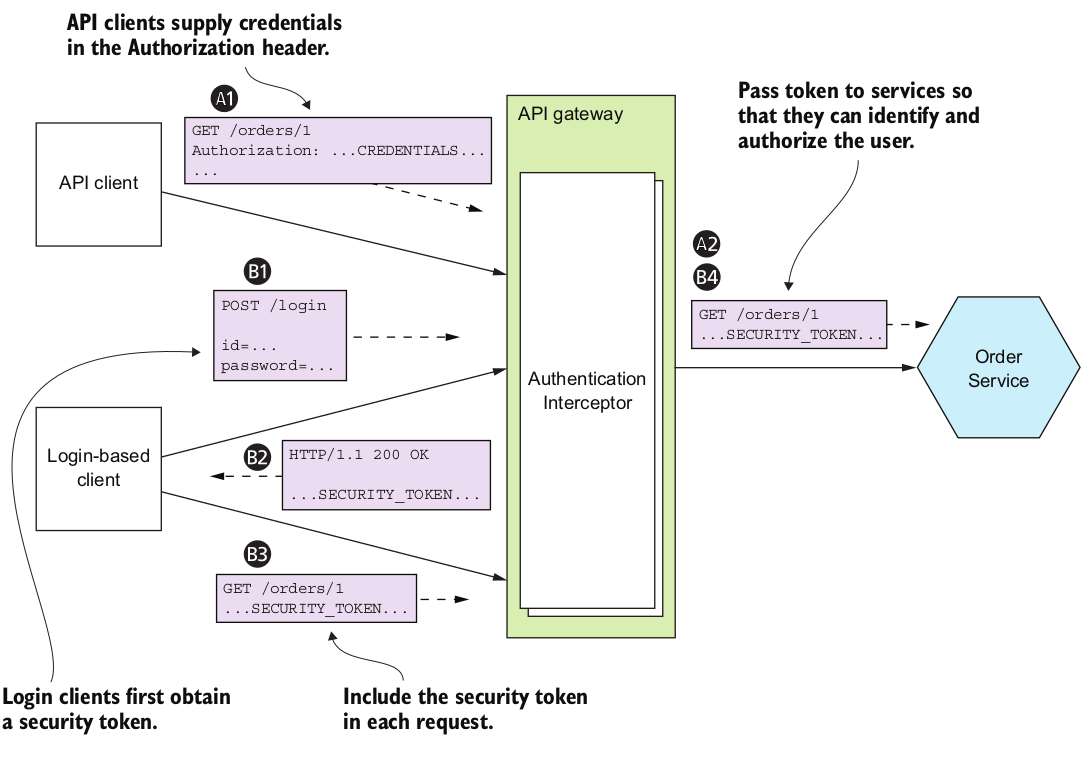 API clients supply credentials
in the Authorization header.
A1
GET /orders/1
Authorization: ...CREDENTIALS...
...
API client
API gateway
Pass token to services so
that they can identify and
authorize the user.
A2
B4
GET /orders/1
...SECURITY_TOKEN...
Order
Service
Authentication
Interceptor
B1
POST /login
id=...
password=...
Login-based
client
B2
HTTP/1.1 200 OK
...SECURITY_TOKEN...
B3
GET /orders/1
...SECURITY_TOKEN...
Login clients first obtain
a security token.
Include the security token
in each request.